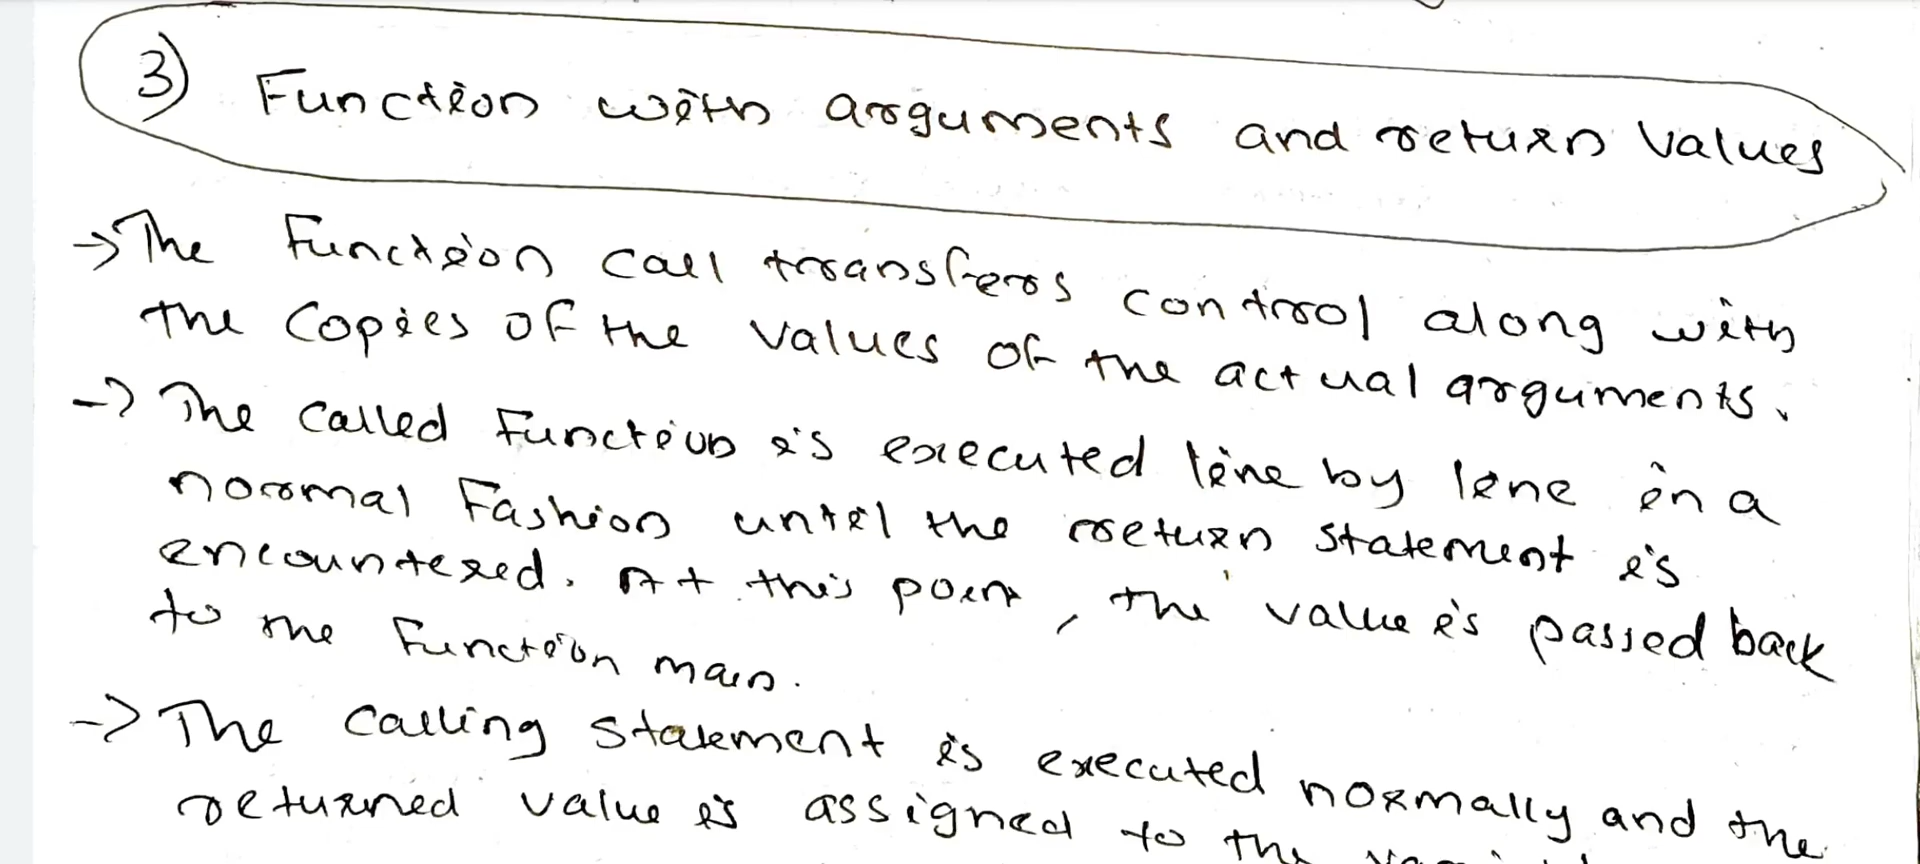 3) Function with arguments and return values
→ The Function call transfers control along with
the copies of the values of the actual arguments.
→ The called Function is executed line by line in a
normal Fashion until the return statement is
encountered. At this point, the value is passed back
to the Function main.
→ The calling statement is executed normally and the
returned value is assigned to the